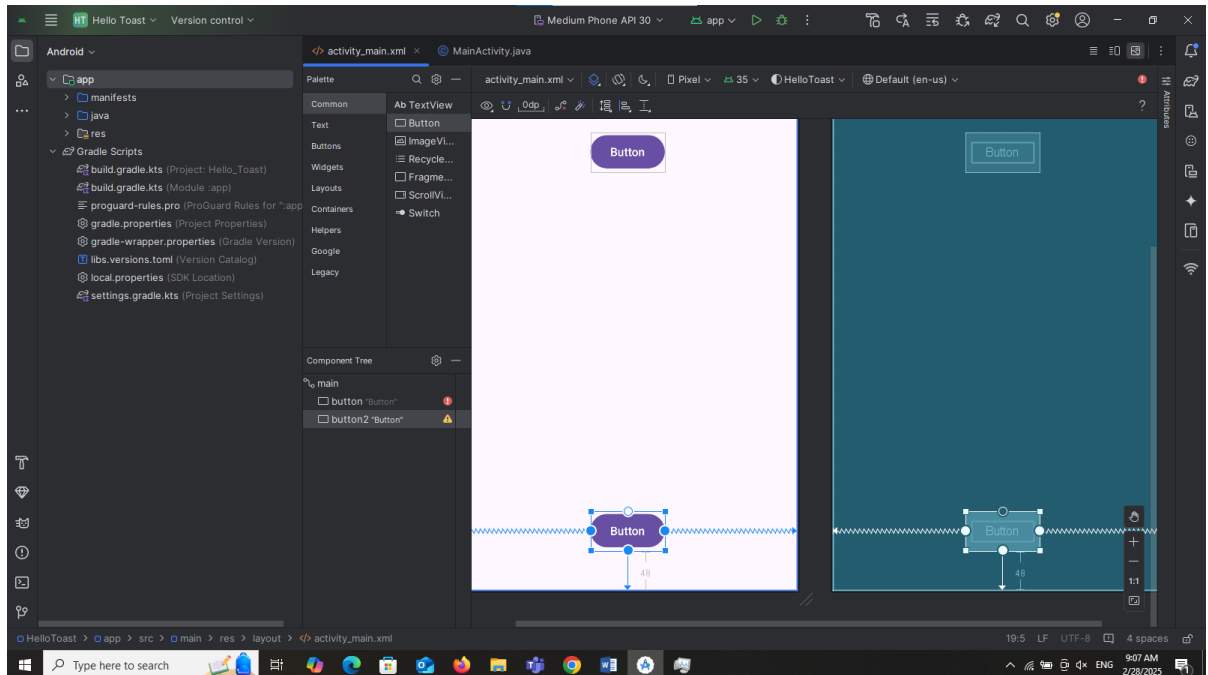 HT Hello Toast Version control Medium Phone API 30 app
Android
activity_main.xml MainActivity.java
app
manifests
java
res
Gradle Scripts
build.gradle.kts (Project: Hello_Toast)
build.gradle.kts (Module :app)
proguard-rules.pro (ProGuard Rules for ":app
gradle.properties (Project Properties)
gradle-wrapper.properties (Gradle Version)
libs.versions.toml (Version Catalog)
local.properties (SDK Location)
settings.gradle.kts (Project Settings)
Palette
Common
Text
Buttons
Widgets
Layouts
Containers
Helpers
Google
Legacy
Ab TextView
Button
ImageVi...
Recycle...
Fragme...
ScrollVi...
Switch
Component Tree
main
button "Button"
button2 "Button"
activity_main.xml Pixel 35 HelloToast Default (en-us)
0dp
?
Attributes
Button
Button
Button
48
Button
48
1:1
HelloToast > app > src > main > res > layout > activity_main.xml
19:5 LF UTF-8 4 spaces
Type here to search
ENG
9:07 AM
2/28/2025